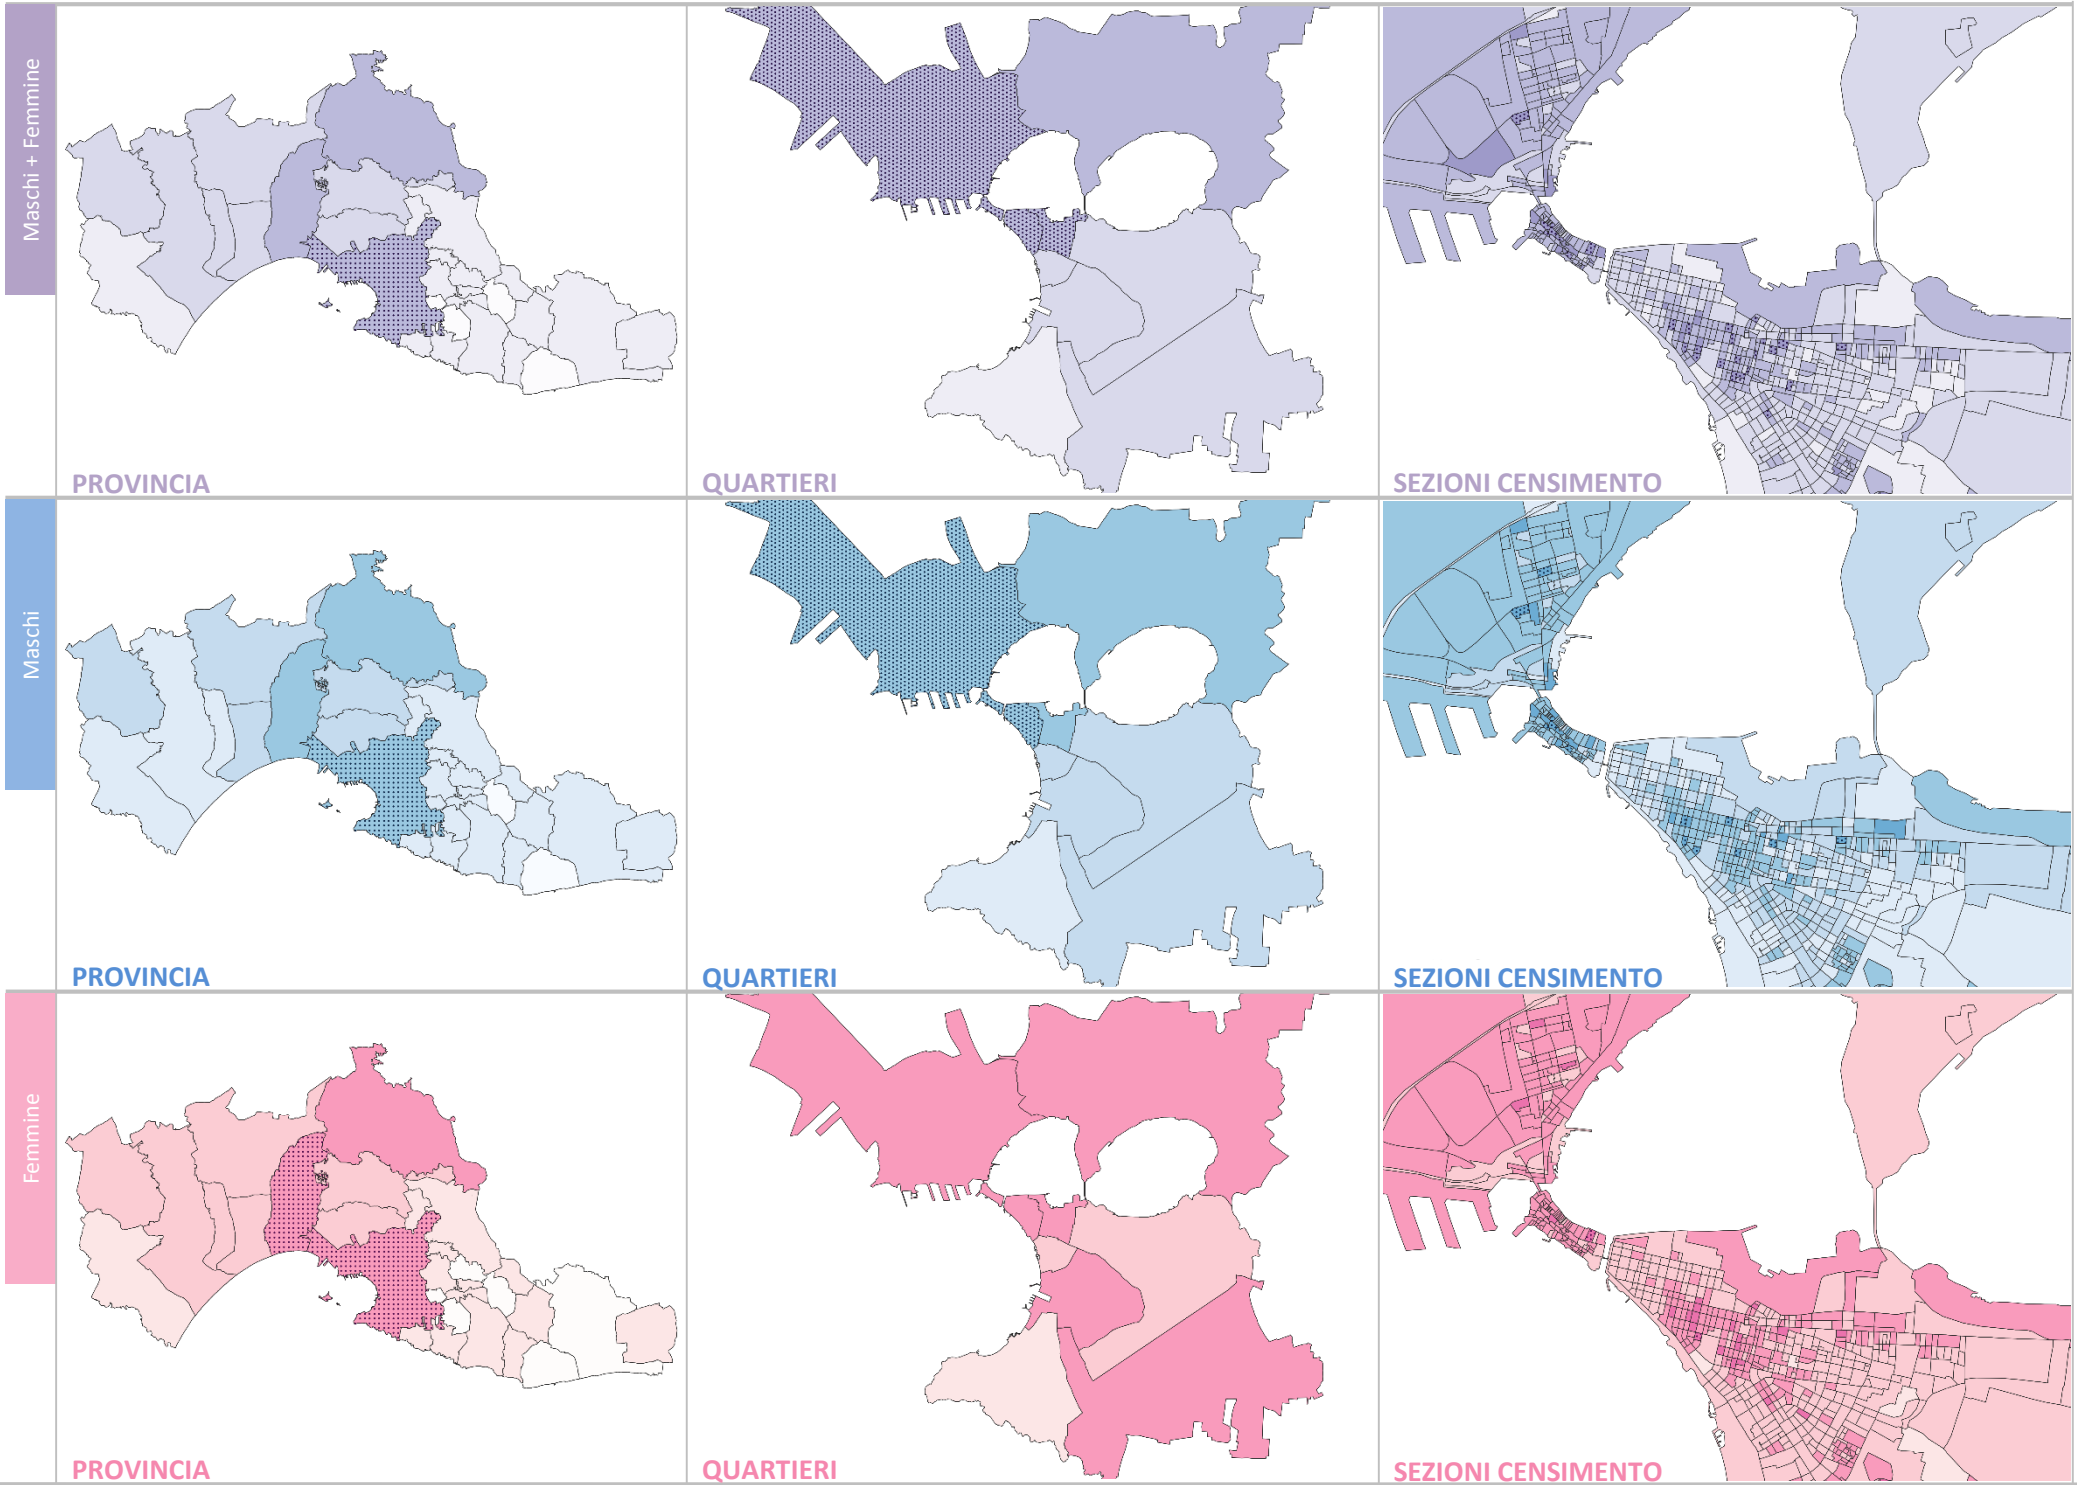 Maschi + Femmine
PROVINCIA
QUARTIERI
SEZIONI CENSIMENTO
Maschi
PROVINCIA
QUARTIERI
SEZIONI CENSIMENTO
Femmine
PROVINCIA
QUARTIERI
SEZIONI CENSIMENTO